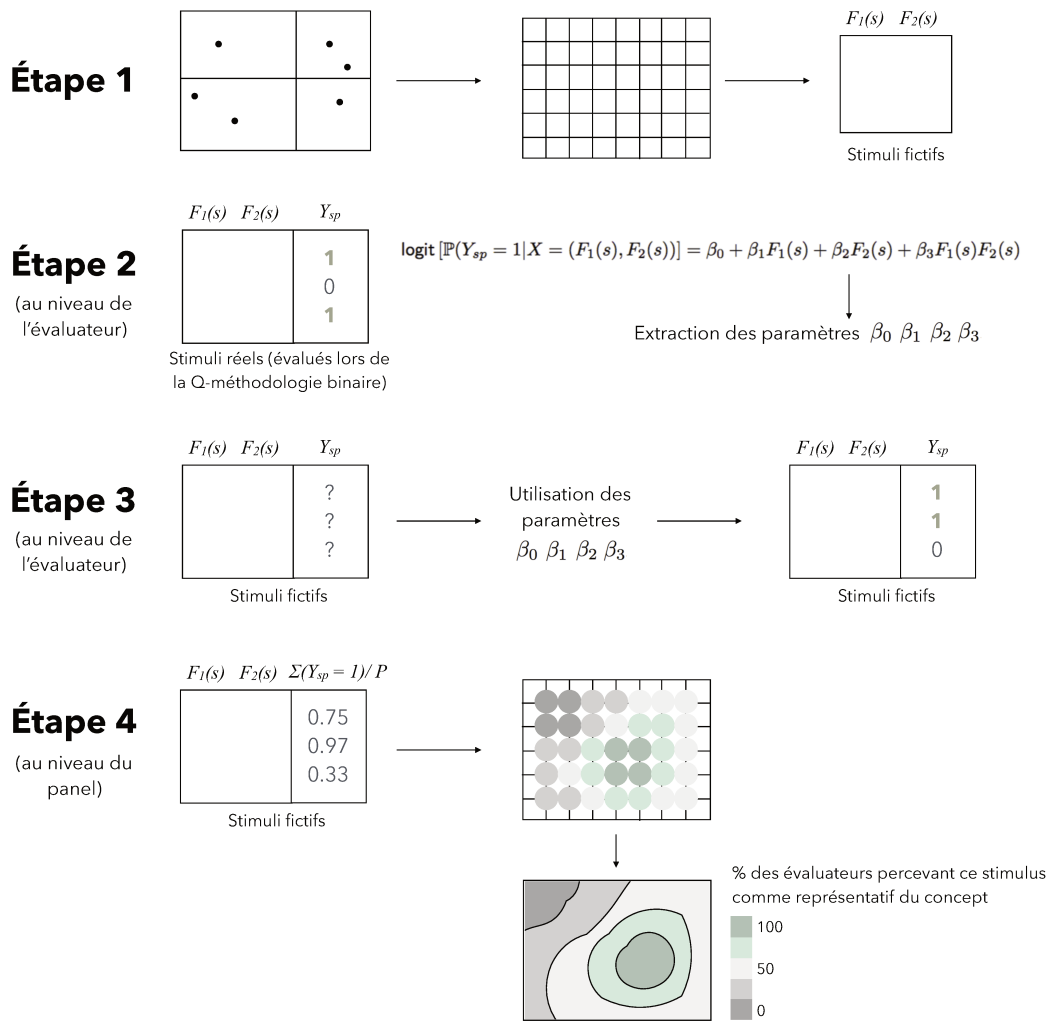 Étape 1
F₁(s) F₂(s)
Stimuli fictifs
Étape 2
(au niveau de
l'évaluateur)
F₁(s) F₂(s) Yₛₚ
1
0
1
Stimuli réels (évalués lors de
la Q-méthodologie binaire)
logit [ℙ(Yₛₚ = 1|X = (F₁(s), F₂(s))] = β₀ + β₁F₁(s) + β₂F₂(s) + β₃F₁(s)F₂(s)
Extraction des paramètres β₀ β₁ β₂ β₃
Étape 3
(au niveau de
l'évaluateur)
F₁(s) F₂(s) Yₛₚ
?
?
?
Stimuli fictifs
Utilisation des
paramètres
β₀ β₁ β₂ β₃
F₁(s) F₂(s) Yₛₚ
1
1
0
Stimuli fictifs
Étape 4
(au niveau du
panel)
F₁(s) F₂(s) Σ(Yₛₚ = 1)/ P
0.75
0.97
0.33
Stimuli fictifs
% des évaluateurs percevant ce stimulus
comme représentatif du concept
100
50
0